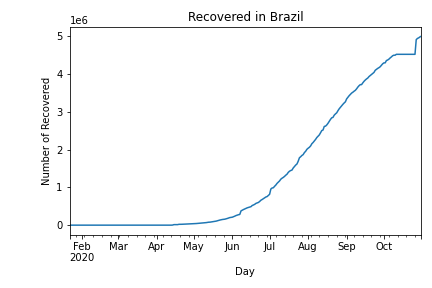 Recovered in Brazil
1e6
5
4
3
2
1
0
Number of Recovered
Feb Mar Apr May Jun Jul Aug Sep Oct
2020
Day